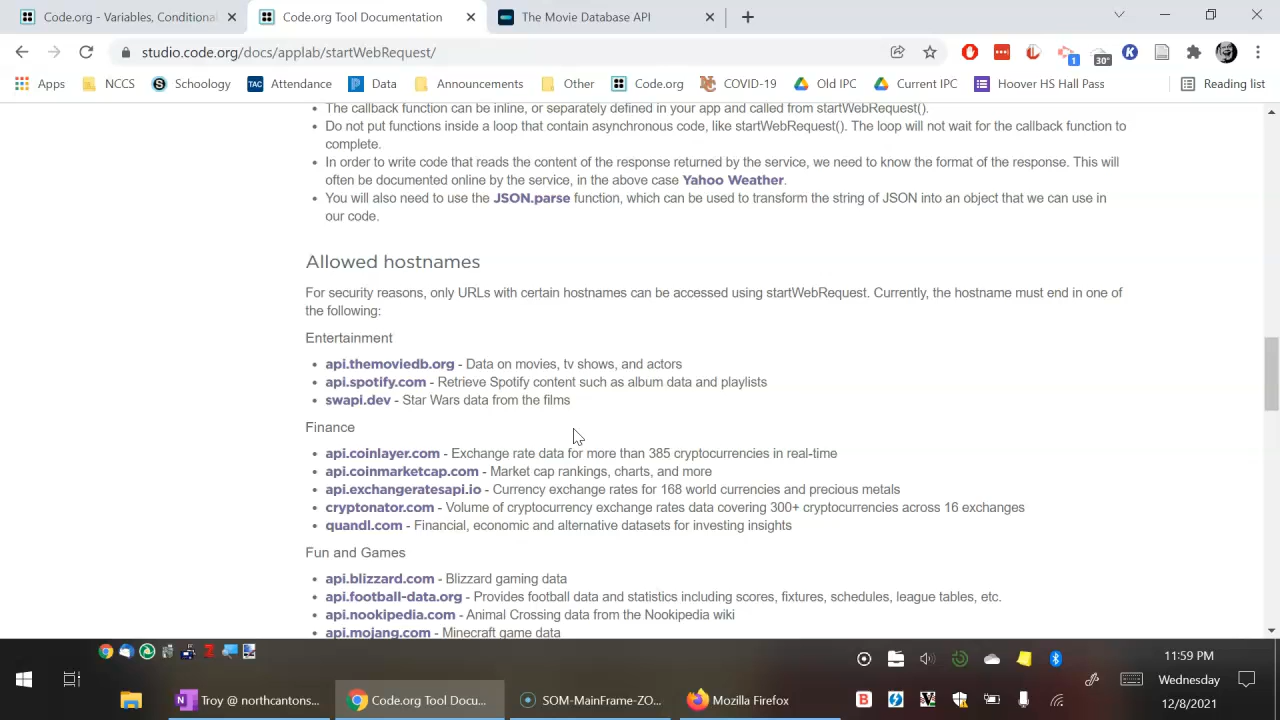 Code.org - Variables, Conditional
Code.org Tool Documentation
The Movie Database API
studio.code.org/docs/applab/startWebRequest/
1
30°
Apps
NCCS
Schoology
TAC
Attendance
Data
Announcements
Other
Code.org
COVID-19
Old IPC
Current IPC
Hoover HS Hall Pass
Reading list
The callback function can be inline, or separately defined in your app and called from startWebRequest().
Do not put functions inside a loop that contain asynchronous code, like startWebRequest(). The loop will not wait for the callback function to
complete.
In order to write code that reads the content of the response returned by the service, we need to know the format of the response. This will
often be documented online by the service, in the above case Yahoo Weather.
You will also need to use the JSON.parse function, which can be used to transform the string of JSON into an object that we can use in
our code.
Allowed hostnames
For security reasons, only URLs with certain hostnames can be accessed using startWebRequest. Currently, the hostname must end in one of
the following:
Entertainment
api.themoviedb.org - Data on movies, tv shows, and actors
api.spotify.com - Retrieve Spotify content such as album data and playlists
swapi.dev - Star Wars data from the films
Finance
api.coinlayer.com - Exchange rate data for more than 385 cryptocurrencies in real-time
api.coinmarketcap.com - Market cap rankings, charts, and more
api.exchangeratesapi.io - Currency exchange rates for 168 world currencies and precious metals
cryptonator.com - Volume of cryptocurrency exchange rates data covering 300+ cryptocurrencies across 16 exchanges
quandl.com - Financial, economic and alternative datasets for investing insights
Fun and Games
api.blizzard.com - Blizzard gaming data
api.football-data.org - Provides football data and statistics including scores, fixtures, schedules, league tables, etc.
api.nookipedia.com - Animal Crossing data from the Nookipedia wiki
api.mojang.com - Minecraft game data
11:59 PM
Wednesday
12/8/2021
Troy @ northcantons...
Code.org Tool Docu...
SOM-MainFrame-ZO...
Mozilla Firefox